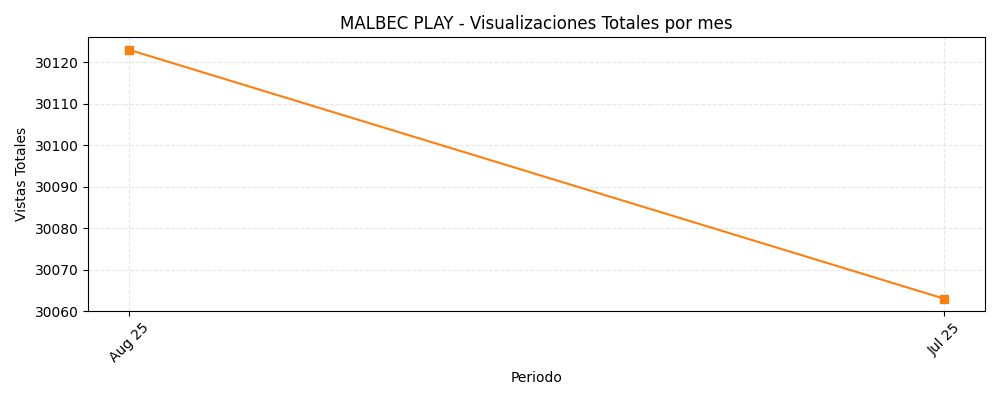 MALBEC PLAY - Visualizaciones Totales por mes
30120
30110
30100
30090
30080
30070
30060
Vistas Totales
Aug 25
Jul 25
Periodo